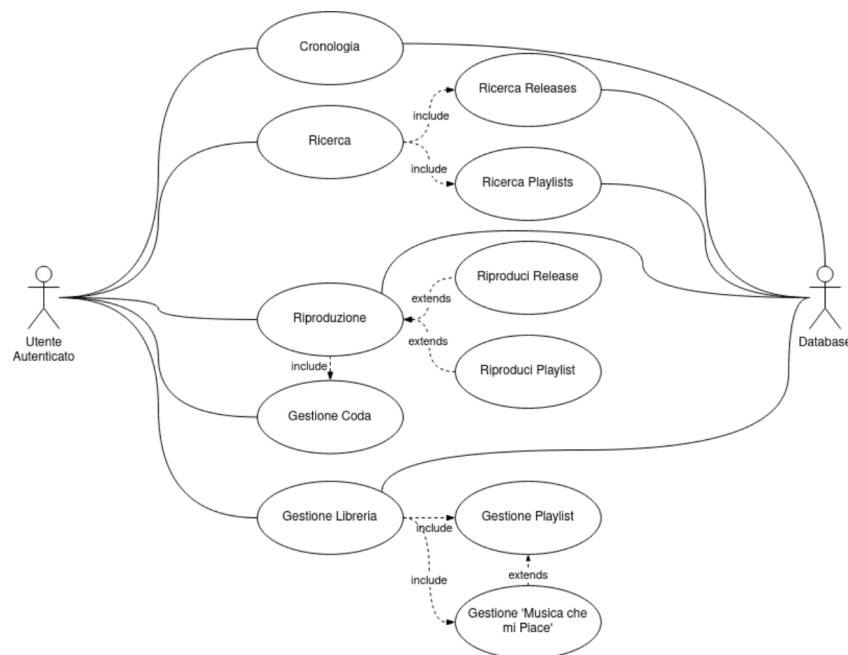 Cronologia
Ricerca Releases
include
Ricerca
include
Ricerca Playlists
Riproduci Release
extends
Riproduzione
extends
Riproduci Playlist
include
Utente
Autenticato
Database
Gestione Coda
Gestione Libreria
include
Gestione Playlist
include
extends
Gestione 'Musica che
mi Piace'